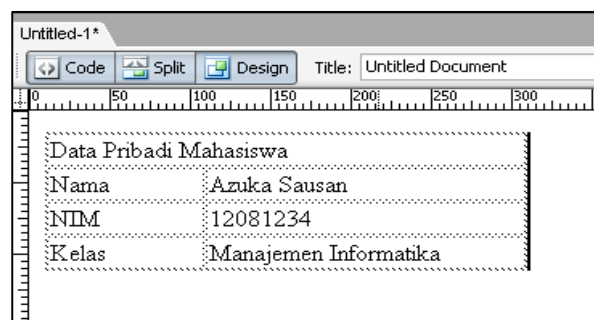 Untitled-1*
Code Split Design Title: Untitled Document
0 50 100 150 200 250 300
Data Pribadi Mahasiswa
Nama Azuka Sausan
NIM 12081234
Kelas Manajemen Informatika